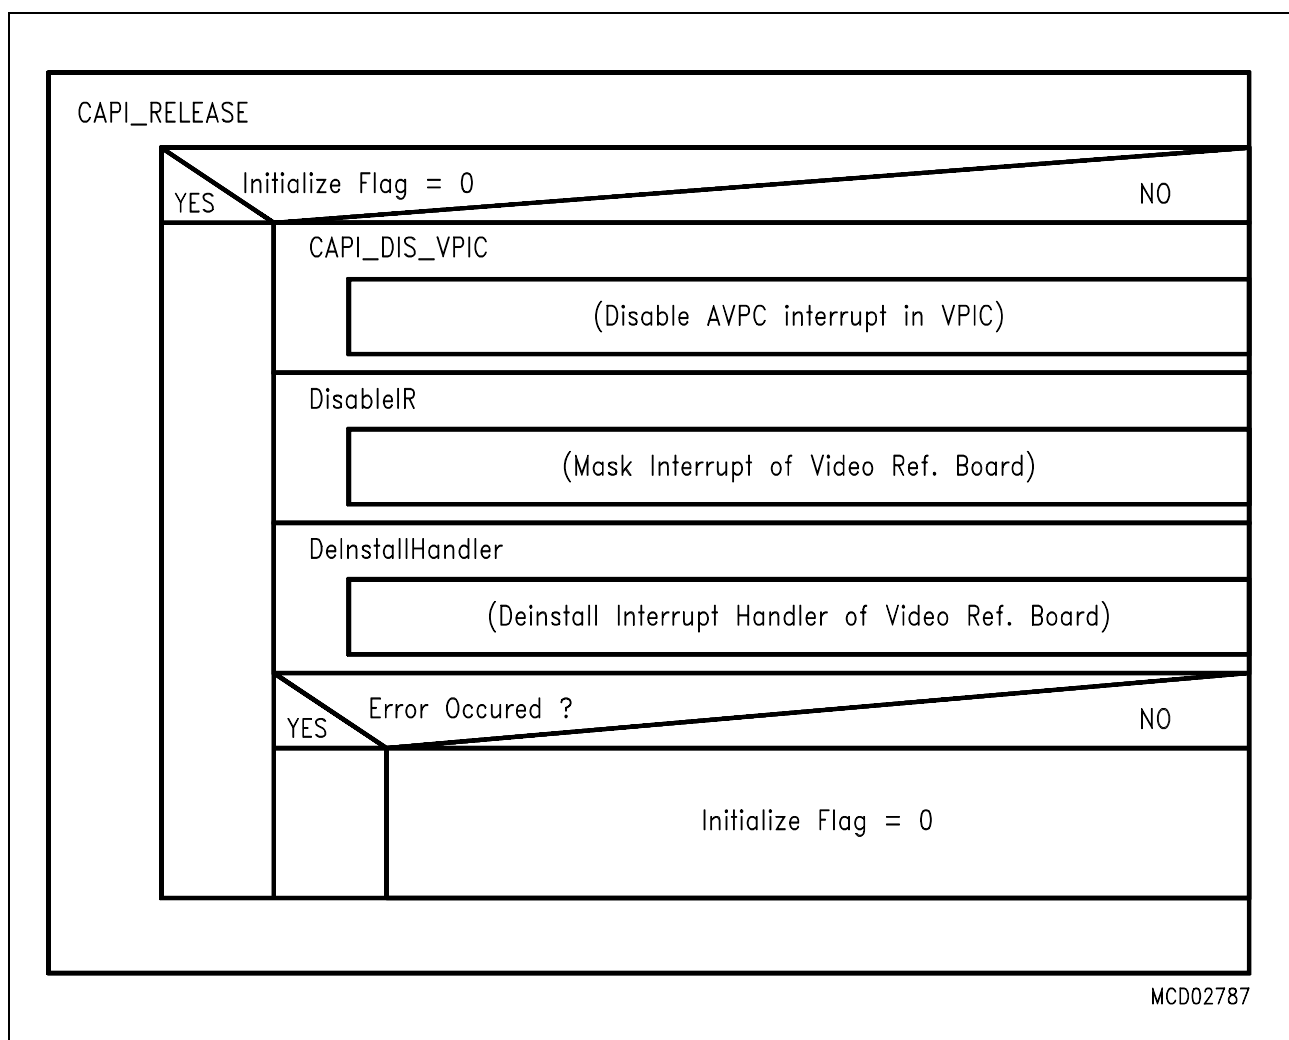 CAPI_RELEASE
Initialize Flag = 0
YES
NO
CAPI_DIS_VPIC
(Disable AVPC interrupt in VPIC)
DisableIR
(Mask Interrupt of Video Ref. Board)
DeInstallHandler
(Deinstall Interrupt Handler of Video Ref. Board)
Error Occured ?
YES
NO
Initialize Flag = 0
MCD02787